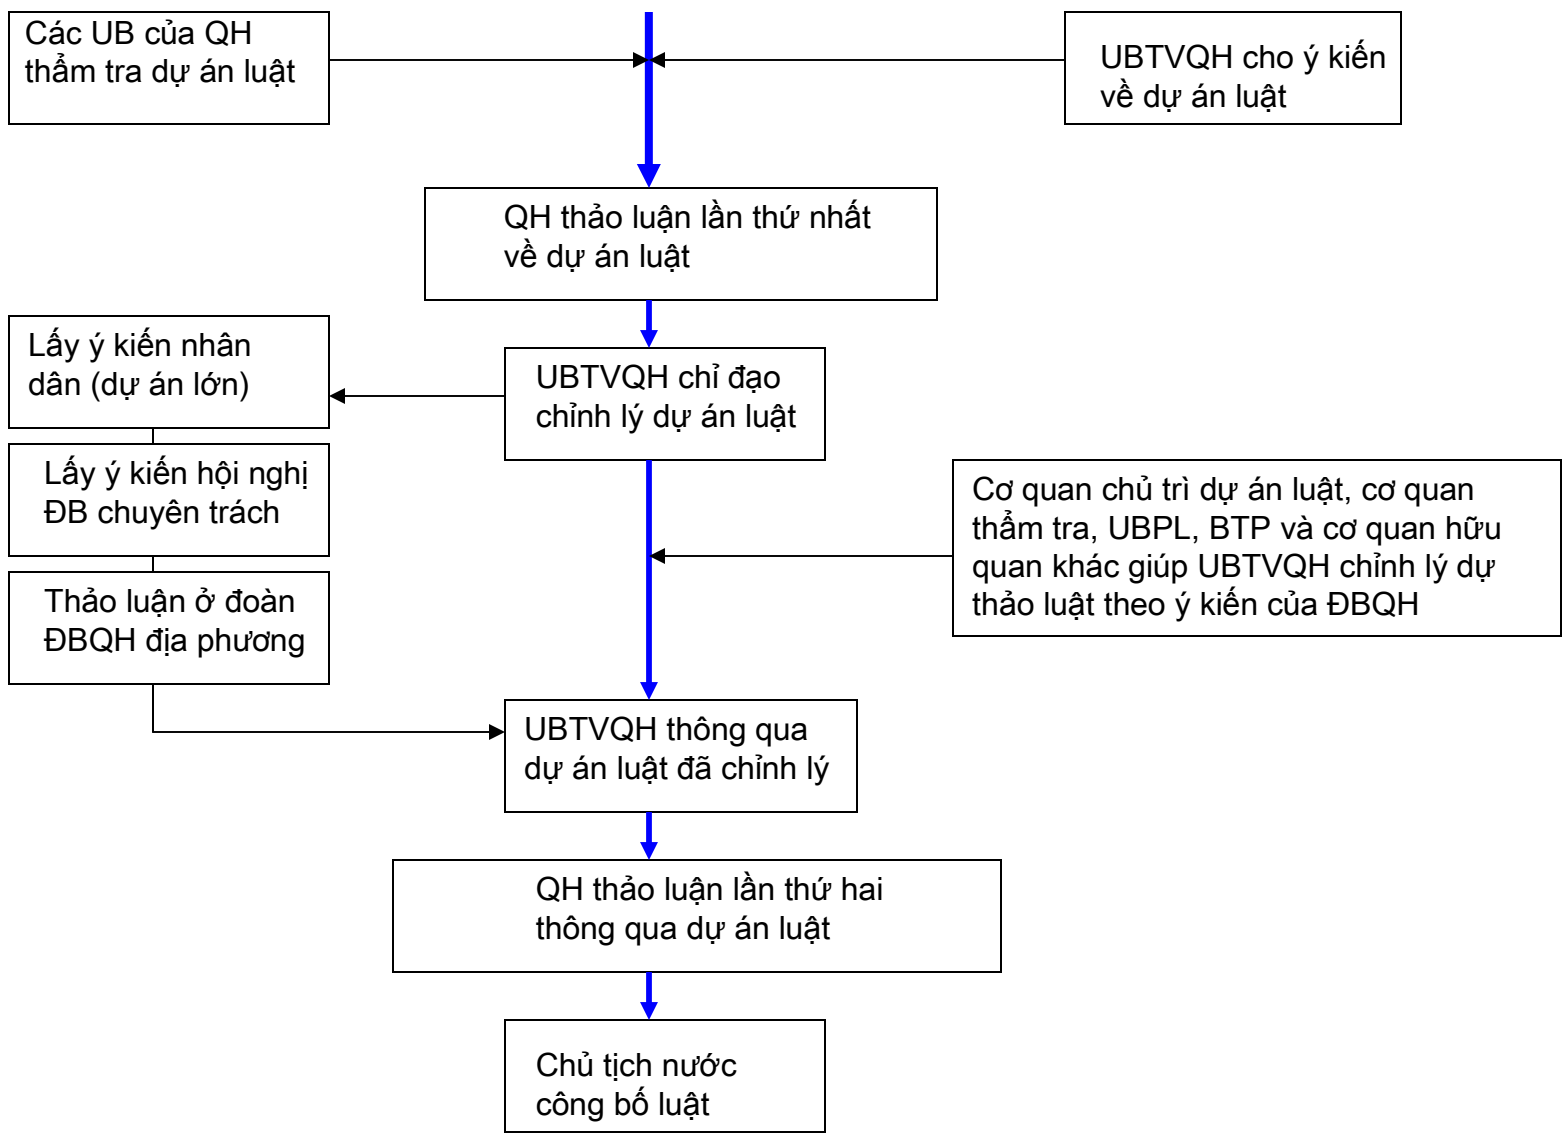 Các UB của QH
thẩm tra dự án luật
UBTVQH cho ý kiến
về dự án luật
QH thảo luận lần thứ nhất
về dự án luật
Lấy ý kiến nhân
dân (dự án lớn)
UBTVQH chỉ đạo
chỉnh lý dự án luật
Lấy ý kiến hội nghị
ĐB chuyên trách
Cơ quan chủ trì dự án luật, cơ quan
thẩm tra, UBPL, BTP và cơ quan hữu
quan khác giúp UBTVQH chỉnh lý dự
thảo luật theo ý kiến của ĐBQH
Thảo luận ở đoàn
ĐBQH địa phương
UBTVQH thông qua
dự án luật đã chỉnh lý
QH thảo luận lần thứ hai
thông qua dự án luật
Chủ tịch nước
công bố luật